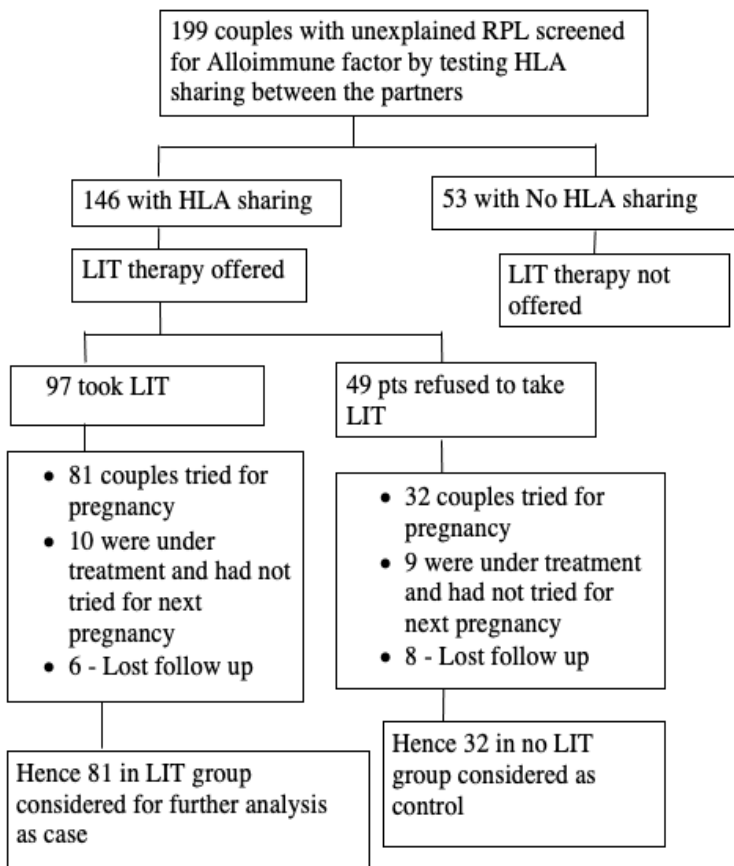 199 couples with unexplained RPL screened
for Alloimmune factor by testing HLA
sharing between the partners
146 with HLA sharing
53 with No HLA sharing
LIT therapy offered
LIT therapy not
offered
97 took LIT
49 pts refused to take
LIT
• 81 couples tried for
pregnancy
• 10 were under
treatment and had not
tried for next
pregnancy
• 6 - Lost follow up
• 32 couples tried for
pregnancy
• 9 were under treatment
and had not tried for
next pregnancy
• 8 - Lost follow up
Hence 81 in LIT group
considered for further analysis
as case
Hence 32 in no LIT
group considered as
control